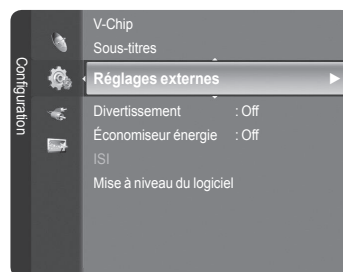 Configuration
V-Chip
Sous-titres
Réglages externes
Divertissement : Off
Économiseur énergie : Off
ISI
Mise à niveau du logiciel